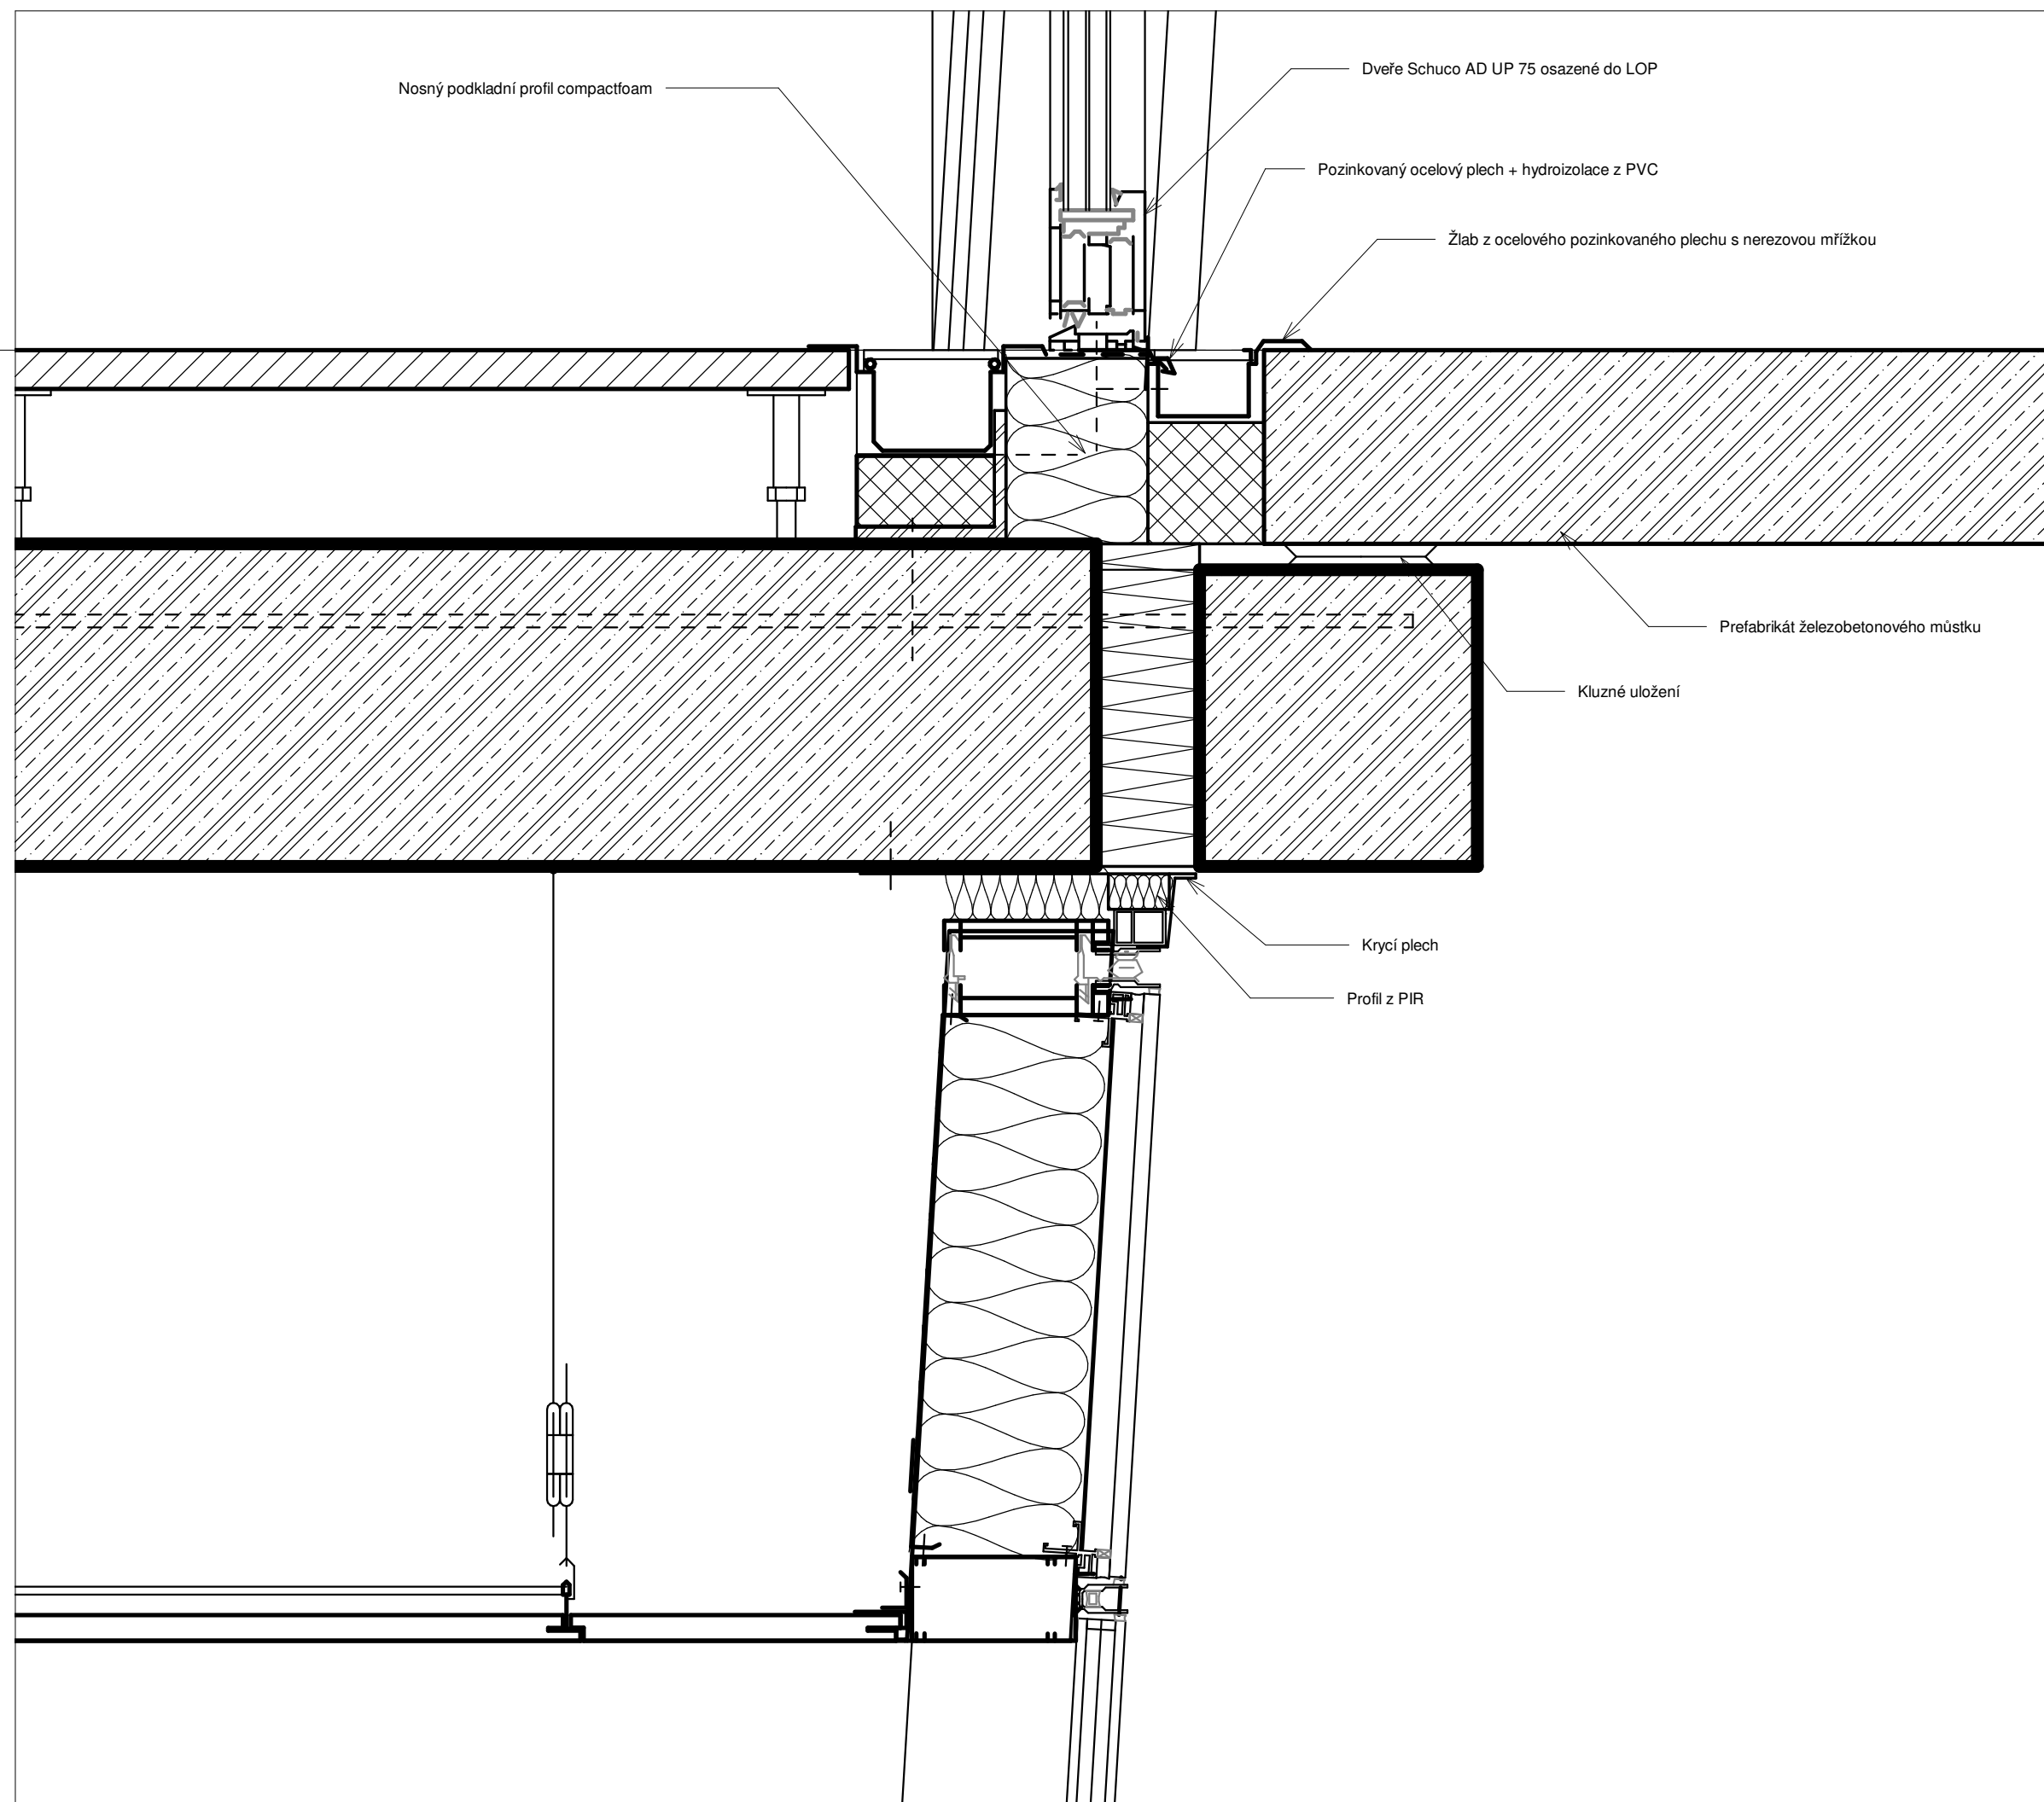 Dveře Schuco AD UP 75 osazené do LOP
Nosný podkladní profil compactfoam
Pozinkovaný ocelový plech + hydroizolace z PVC
Žlab z ocelového pozinkovaného plechu s nerezovou mřížkou
Prefabrikát železobetonového můstku
Kluzné uložení
Krycí plech
Profil z PIR